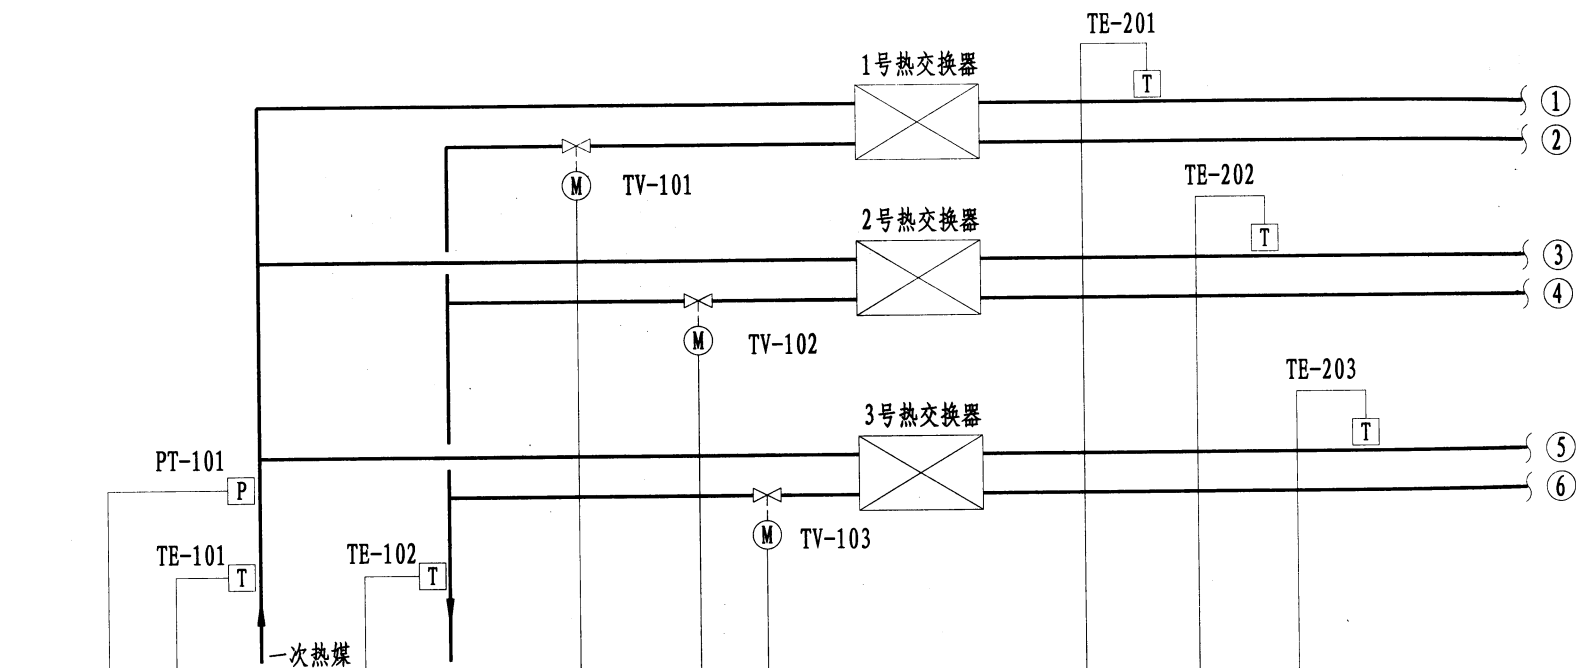 TE-201
1号热交换器
T
①
②
M
TV-101
TE-202
2号热交换器
T
③
④
M
TV-102
TE-203
3号热交换器
T
⑤
PT-101
P
⑥
M
TV-103
TE-101
TE-102
T
T
一次热媒